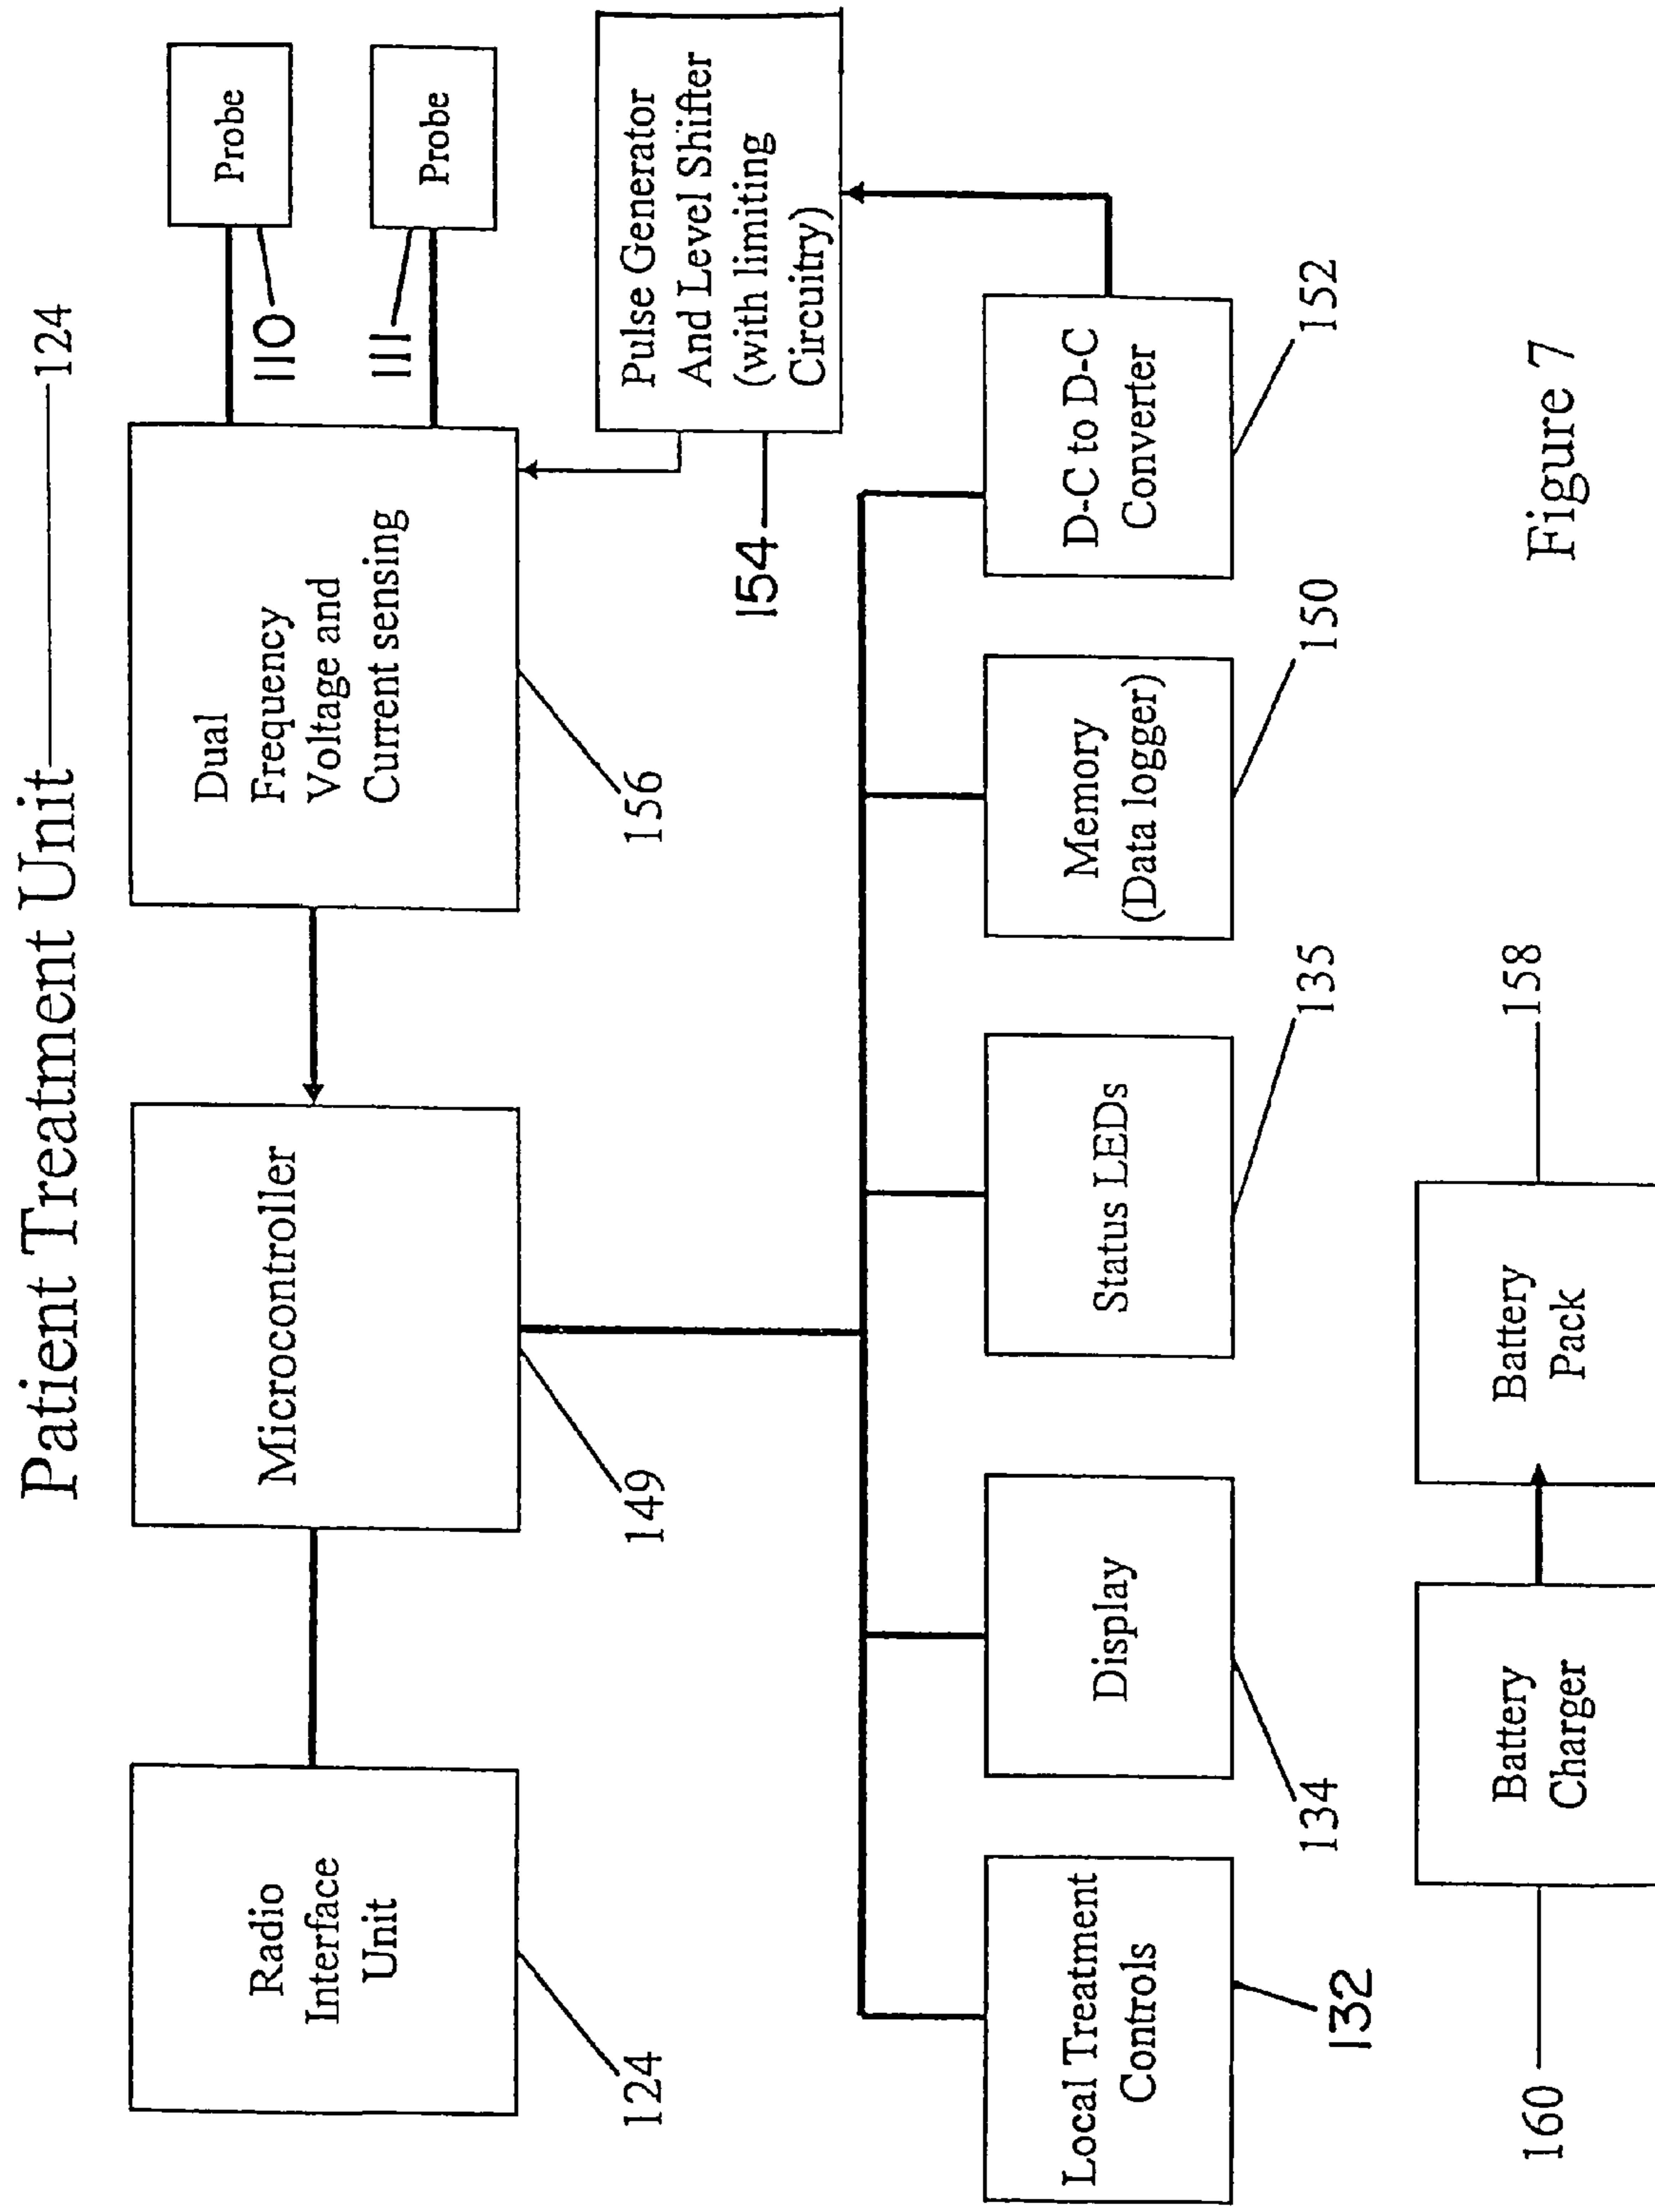 Patient Treatment Unit 124
Radio
Interface
Unit
124
Microcontroller
149
Dual
Frequency
Voltage and
Current sensing
156
Probe
110
Probe
111
Pulse Generator
And Level Shifter
(with limiting
Circuitry)
154
Local Treatment
Controls
132
Display
134
Status LEDs
135
Memory
(Data logger)
150
D-C to D-C
Converter
152
160
Battery
Charger
Battery
Pack
158
Figure 7